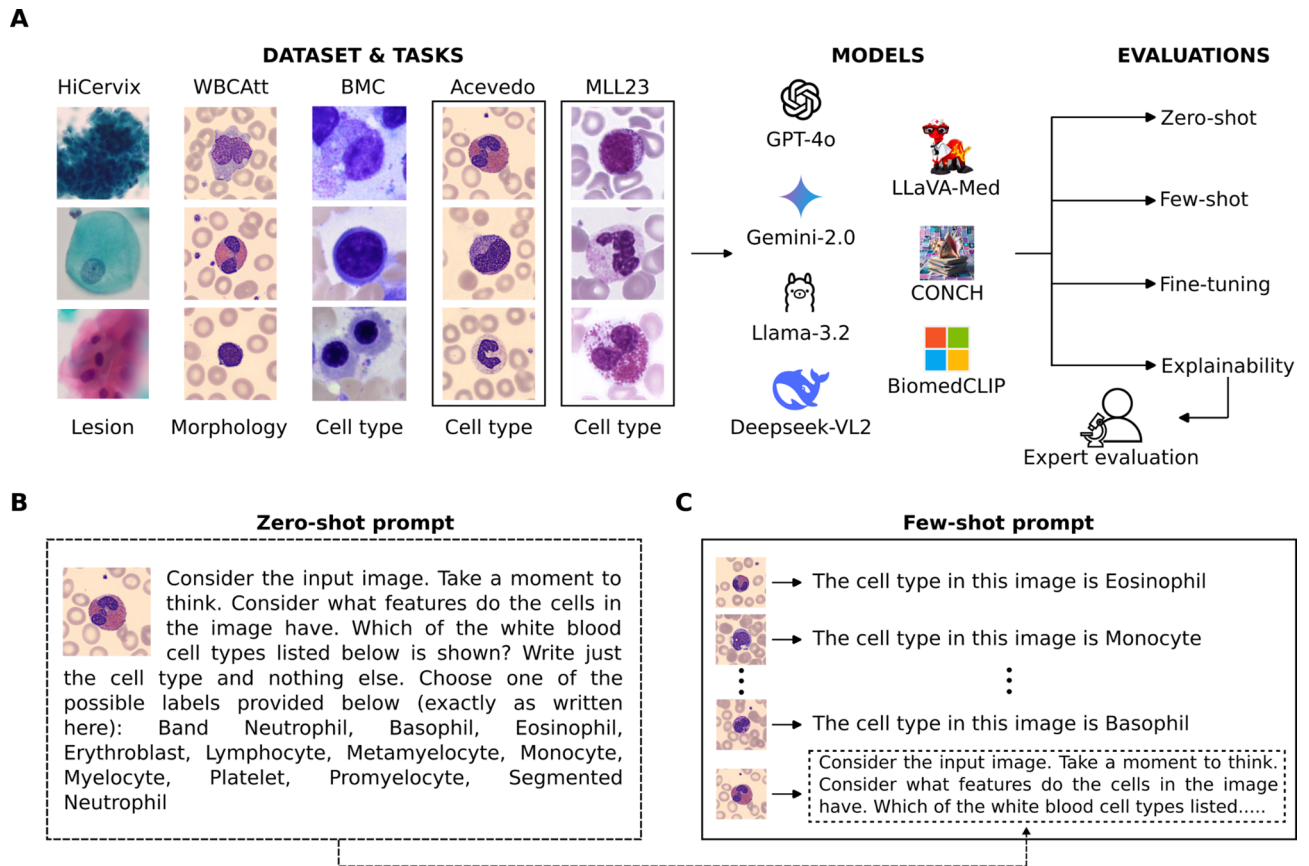 A
DATASET & TASKS
MODELS
EVALUATIONS
HiCervix
WBCAtt
BMC
Acevedo
MLL23
Lesion
Morphology
Cell type
Cell type
Cell type
GPT-4o
Gemini-2.0
Llama-3.2
Deepseek-VL2
LLaVA-Med
CONCH
BiomedCLIP
Zero-shot
Few-shot
Fine-tuning
Explainability
Expert evaluation
B
Zero-shot prompt
Consider the input image. Take a moment to
think. Consider what features do the cells in
the image have. Which of the white blood
cell types listed below is shown? Write just
the cell type and nothing else. Choose one of the
possible labels provided below (exactly as written
here): Band Neutrophil, Basophil, Eosinophil,
Erythroblast, Lymphocyte, Metamyelocyte, Monocyte,
Myelocyte, Platelet, Promyelocyte, Segmented
Neutrophil
C
Few-shot prompt
The cell type in this image is Eosinophil
The cell type in this image is Monocyte
The cell type in this image is Basophil
Consider the input image. Take a moment to think.
Consider what features do the cells in the image
have. Which of the white blood cell types listed.....